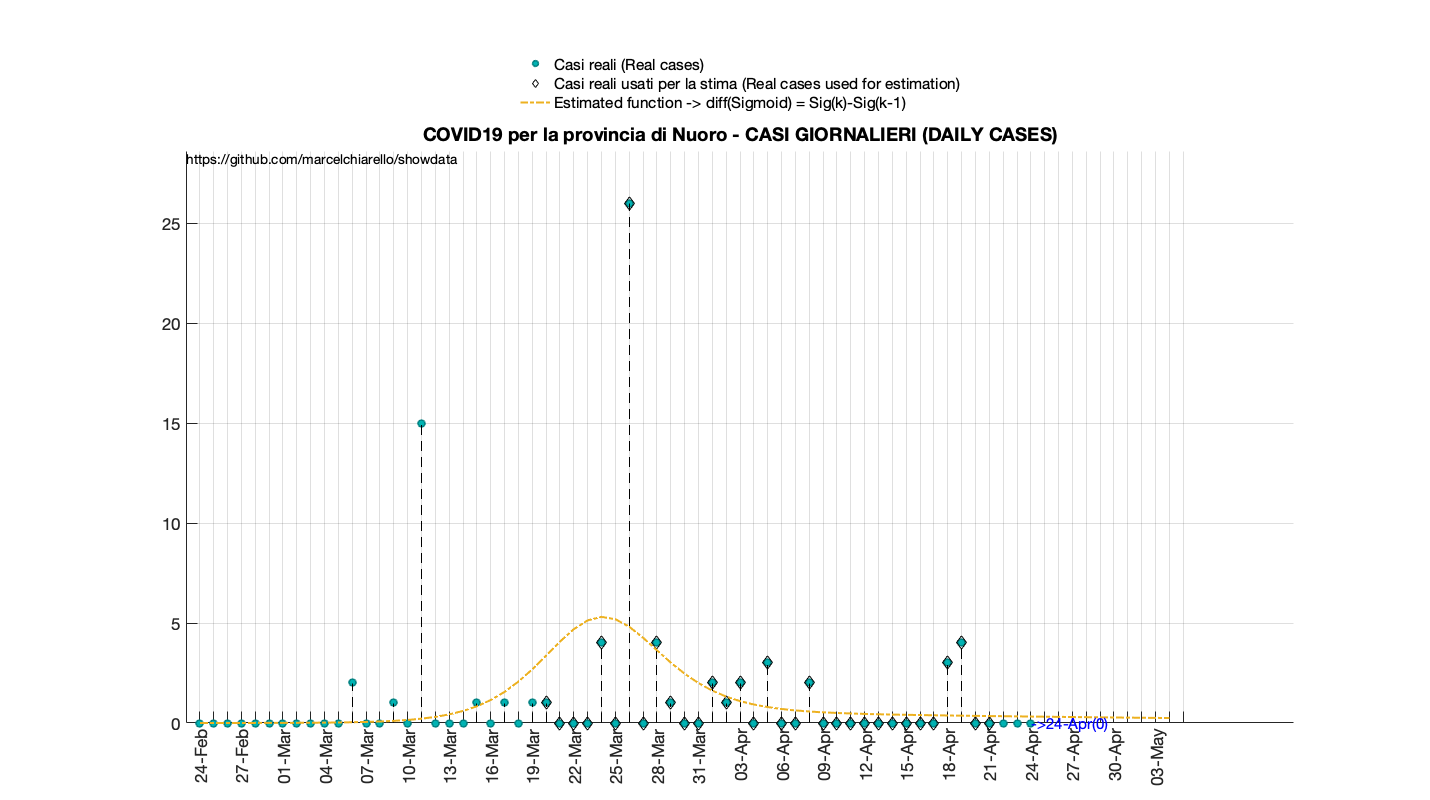 Casi reali (Real cases)
Casi reali usati per la stima (Real cases used for estimation)
Estimated function -> diff(Sigmoid) = Sig(k)-Sig(k-1)
COVID19 per la provincia di Nuoro - CASI GIORNALIERI (DAILY CASES)
https://github.com/marcelchiarello/showdata
25
20
15
10
5
0
->24-Apr(0)
24-Feb
27-Feb
01-Mar
04-Mar
07-Mar
10-Mar
13-Mar
16-Mar
19-Mar
22-Mar
25-Mar
28-Mar
31-Mar
03-Apr
06-Apr
09-Apr
12-Apr
15-Apr
18-Apr
21-Apr
24-Apr
27-Apr
30-Apr
03-May